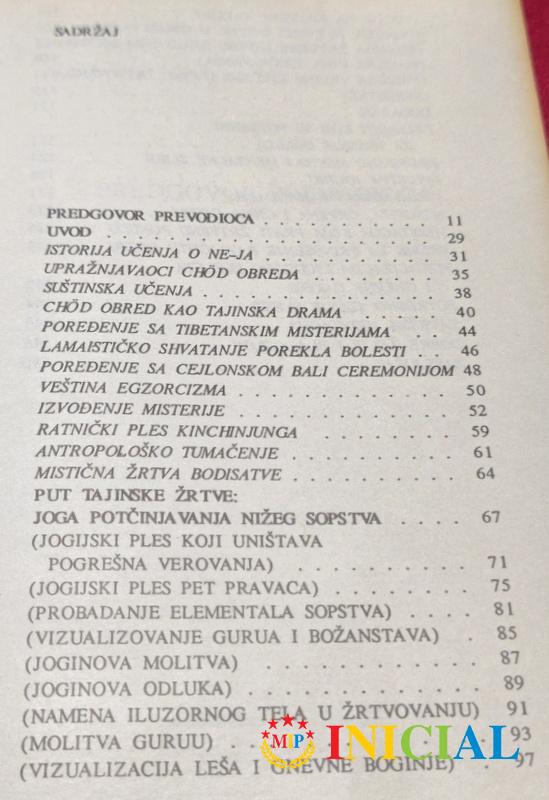 SADRŽAJ
PREDGOVOR PREVODIOCA . . . . . . . . . . 11
UVOD . . . . . . . . . . . . . . . . . . . . 29
ISTORIJA UČENJA O NE-JA . . . . . . . . . . 31
UPRAŽNJAVAOCI CHÖD OBREDA . . . . . . . 35
SUŠTINSKA UČENJA . . . . . . . . . . . . . . 38
CHÖD OBRED KAO TAJINSKA DRAMA . . . . . 40
POREĐENJE SA TIBETANSKIM MISTERIJAMA . . 44
LAMAISTIČKO SHVATANJE POREKLA BOLESTI . . 46
POREĐENJE SA CEJLONSKOM BALI CEREMONIJOM 48
VEŠTINA EGZORCIZMA . . . . . . . . . . . . 50
IZVOĐENJE MISTERIJE . . . . . . . . . . . . 52
RATNIČKI PLES KINCHINJUNGA . . . . . . . . 59
ANTROPOLOŠKO TUMAČENJE . . . . . . . . . 61
MISTIČNA ŽRTVA BODISATVE . . . . . . . . . 64
PUT TAJINSKE ŽRTVE:
JOGA POTČINJAVANJA NIŽEG SOPSTVA . . . . 67
(JOGIJSKI PLES KOJI UNIŠTAVA
POGREŠNA VEROVANJA) . . . . . . . . . . 71
(JOGIJSKI PLES PET PRAVACA) . . . . . . . . 75
(PROBADANJE ELEMENTALA SOPSTVA) . . . . 81
(VIZUALIZOVANJE GURUA I BOŽANSTAVA) . 85
(JOGINOVA MOLITVA) . . . . . . . . . . . 87
(JOGINOVA ODLUKA) . . . . . . . . . . . . 89
(NAMENA ILUZORNOG TELA U ŽRTVOVANJU) 91
(MOLITVA GURUU) . . . . . . . . . . . . . 93
(VIZUALIZACIJA LEŠA I GNEVNE BOGINJE) . 97
MIP INICIAL